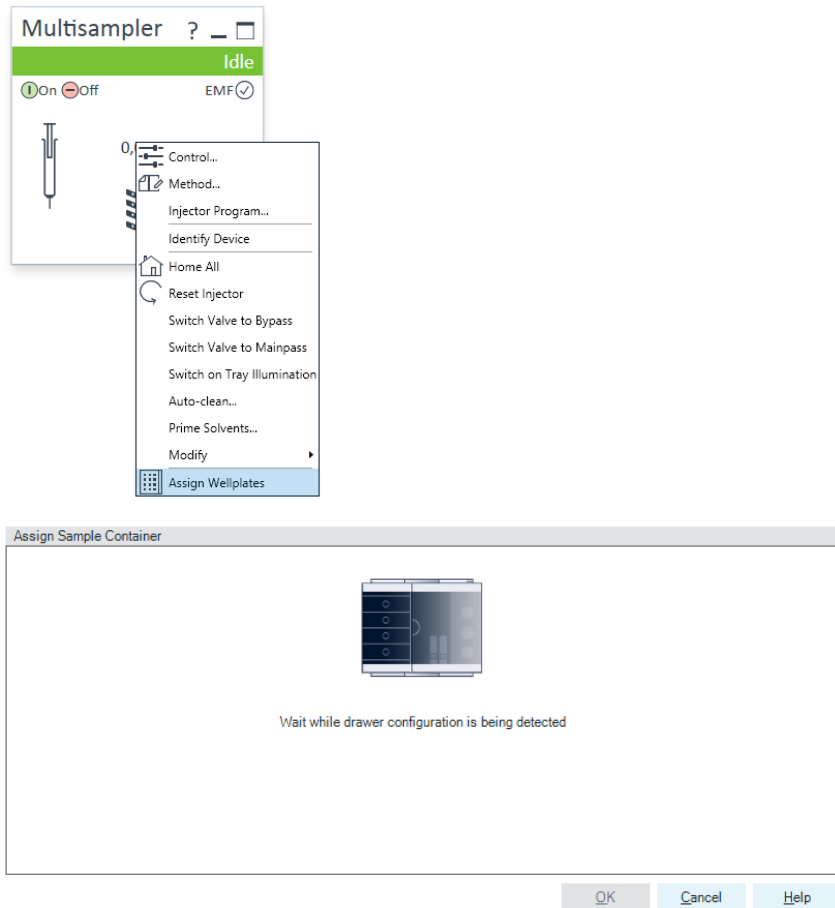 Multisampler ?
Idle
On Off EMF
0,
Control...
Method...
Injector Program...
Identify Device
Home All
Reset Injector
Switch Valve to Bypass
Switch Valve to Mainpass
Switch on Tray Illumination
Auto-clean...
Prime Solvents...
Modify
Assign Wellplates
Assign Sample Container
Wait while drawer configuration is being detected
OK Cancel Help